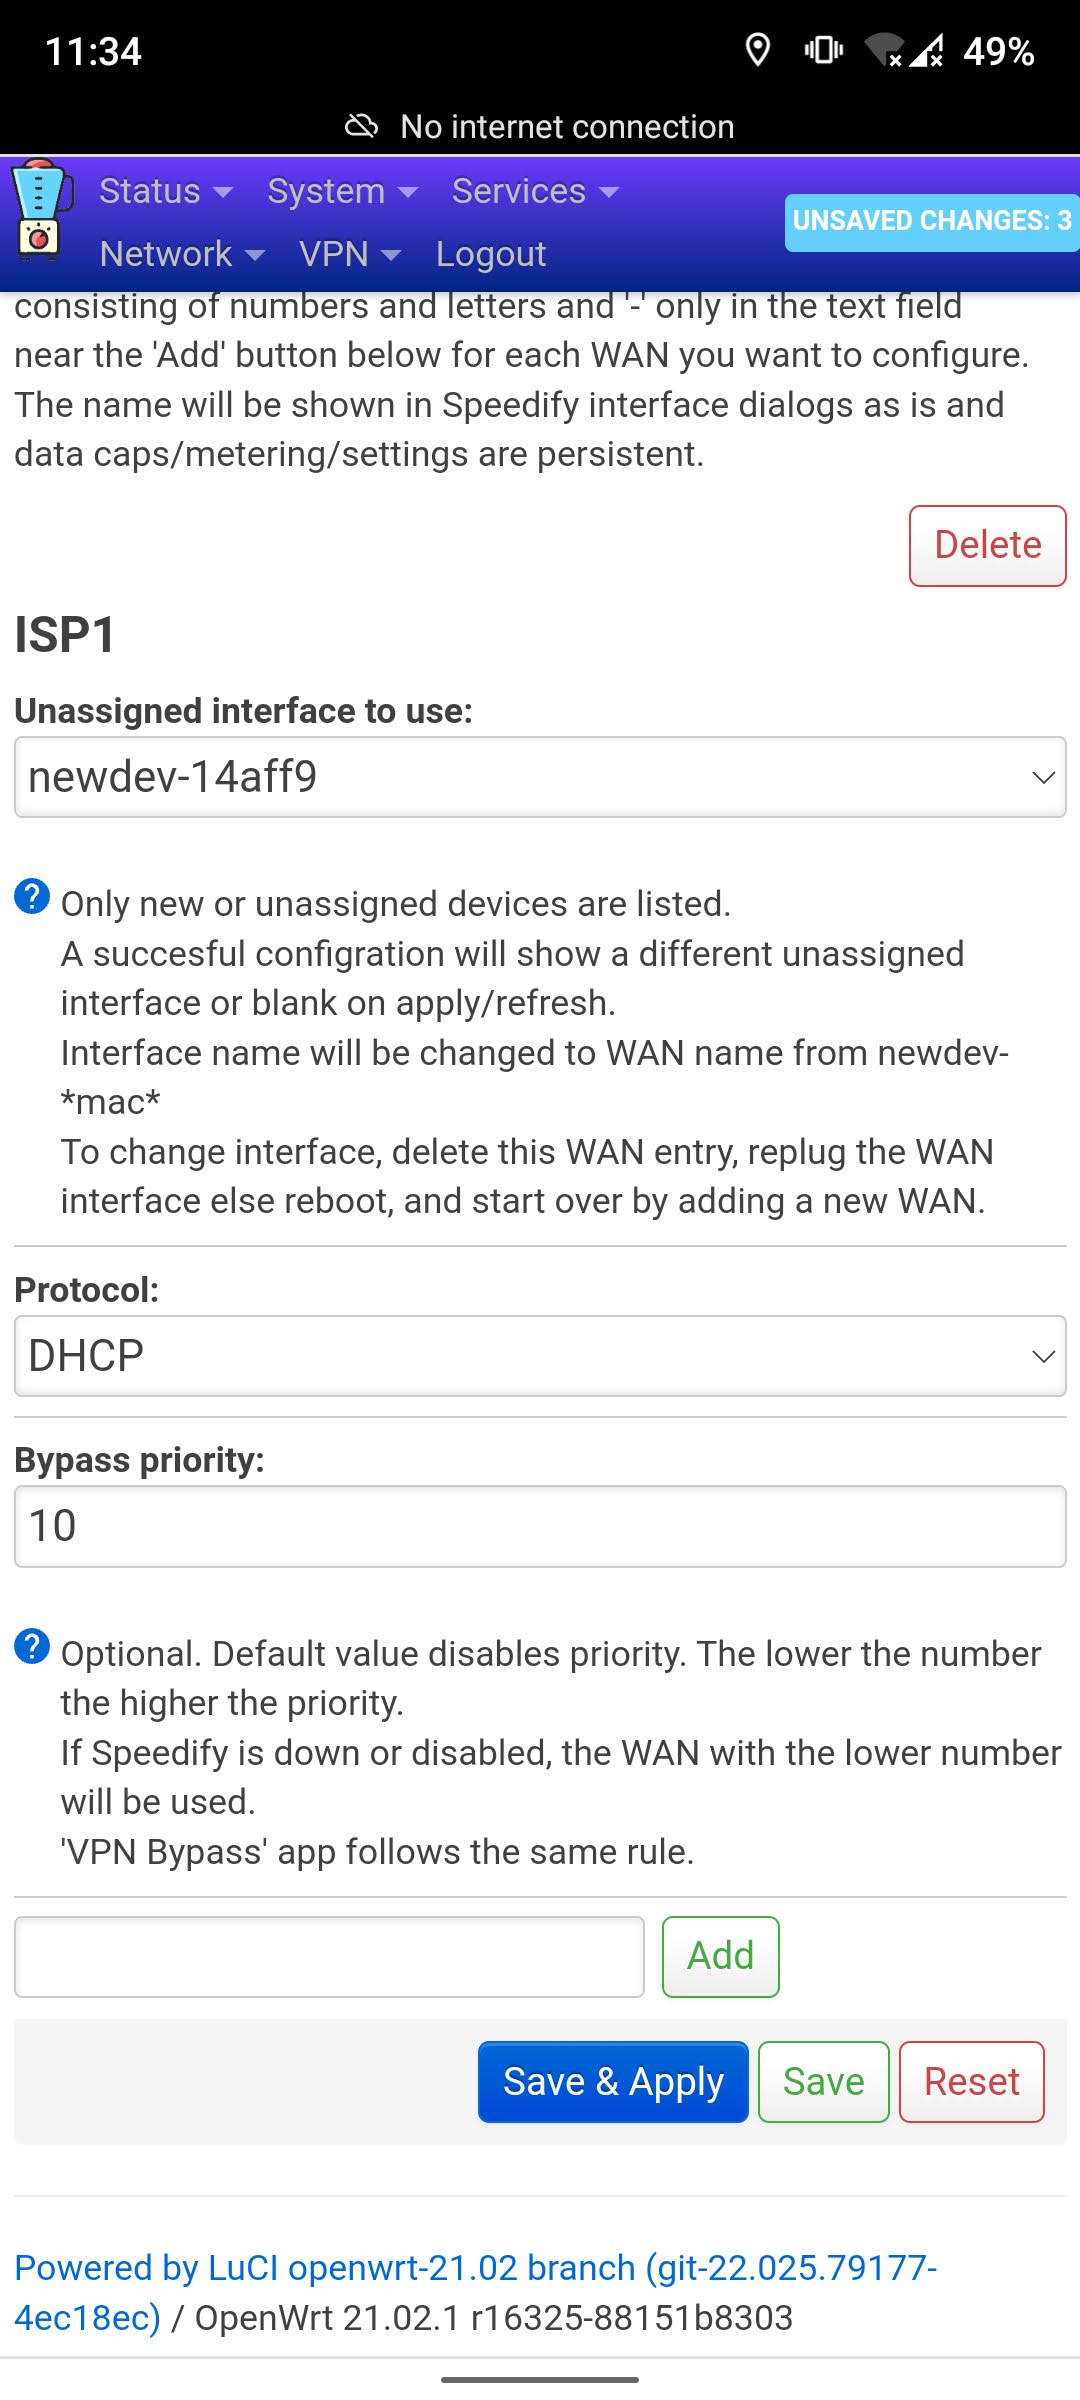 11:34
49%
No internet connection
Status System Services
UNSAVED CHANGES: 3
Network VPN Logout
consisting of numbers and letters and '-' only in the text field
near the 'Add' button below for each WAN you want to configure.
The name will be shown in Speedify interface dialogs as is and
data caps/metering/settings are persistent.
Delete
ISP1
Unassigned interface to use:
newdev-14aff9
? Only new or unassigned devices are listed.
A succesful configration will show a different unassigned
interface or blank on apply/refresh.
Interface name will be changed to WAN name from newdev-
*mac*
To change interface, delete this WAN entry, replug the WAN
interface else reboot, and start over by adding a new WAN.
Protocol:
DHCP
Bypass priority:
10
? Optional. Default value disables priority. The lower the number
the higher the priority.
If Speedify is down or disabled, the WAN with the lower number
will be used.
'VPN Bypass' app follows the same rule.
Add
Save & Apply Save Reset
Powered by LuCI openwrt-21.02 branch (git-22.025.79177-
4ec18ec) / OpenWrt 21.02.1 r16325-88151b8303